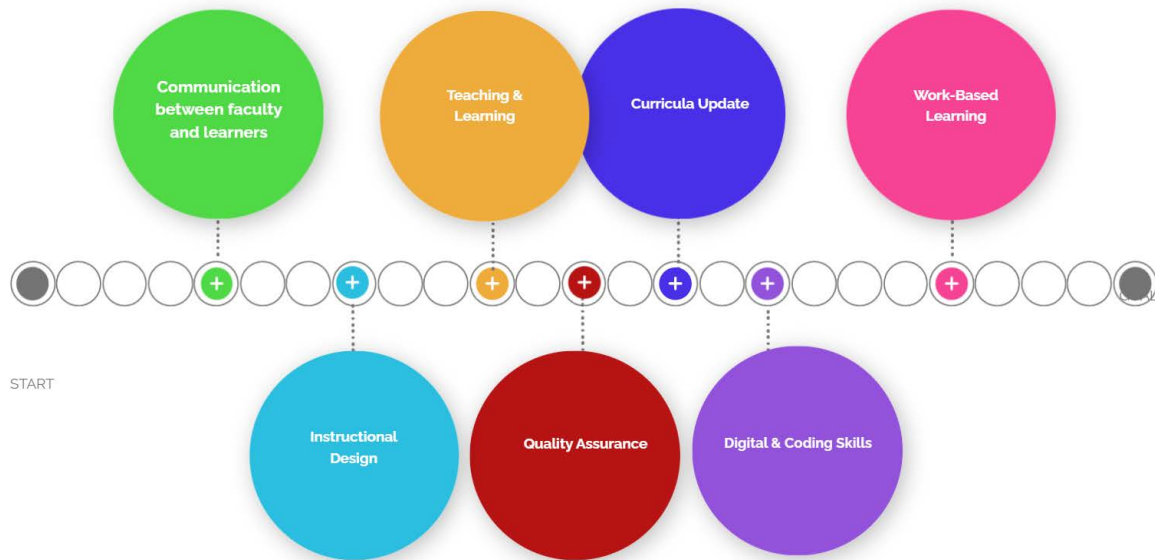 Communication
between faculty
and learners
Teaching &
Learning
Curricula Update
Work-Based
Learning
START
Instructional
Design
Quality Assurance
Digital & Coding Skills